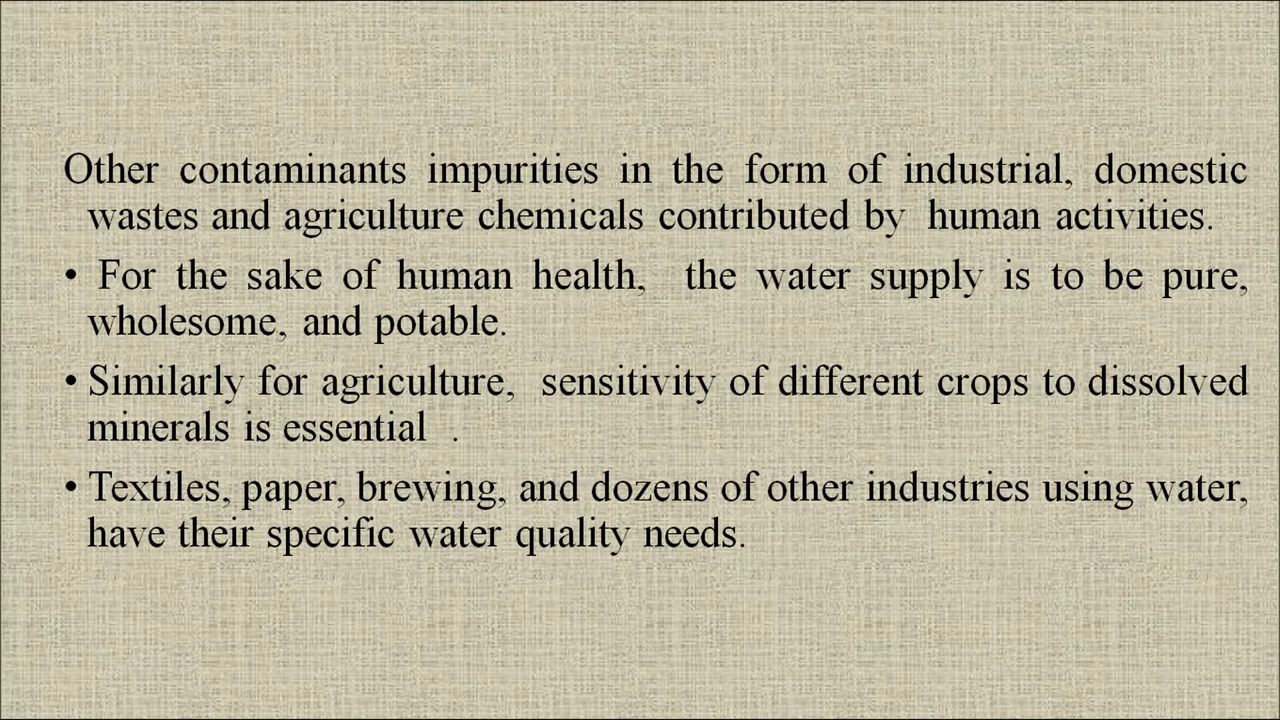 Other contaminants impurities in the form of industrial, domestic
wastes and agriculture chemicals contributed by  human activities.
• For the sake of human health,  the water supply is to be pure,
wholesome, and potable.
• Similarly for agriculture,  sensitivity of different crops to dissolved
minerals is essential  .
• Textiles, paper, brewing, and dozens of other industries using water,
have their specific water quality needs.